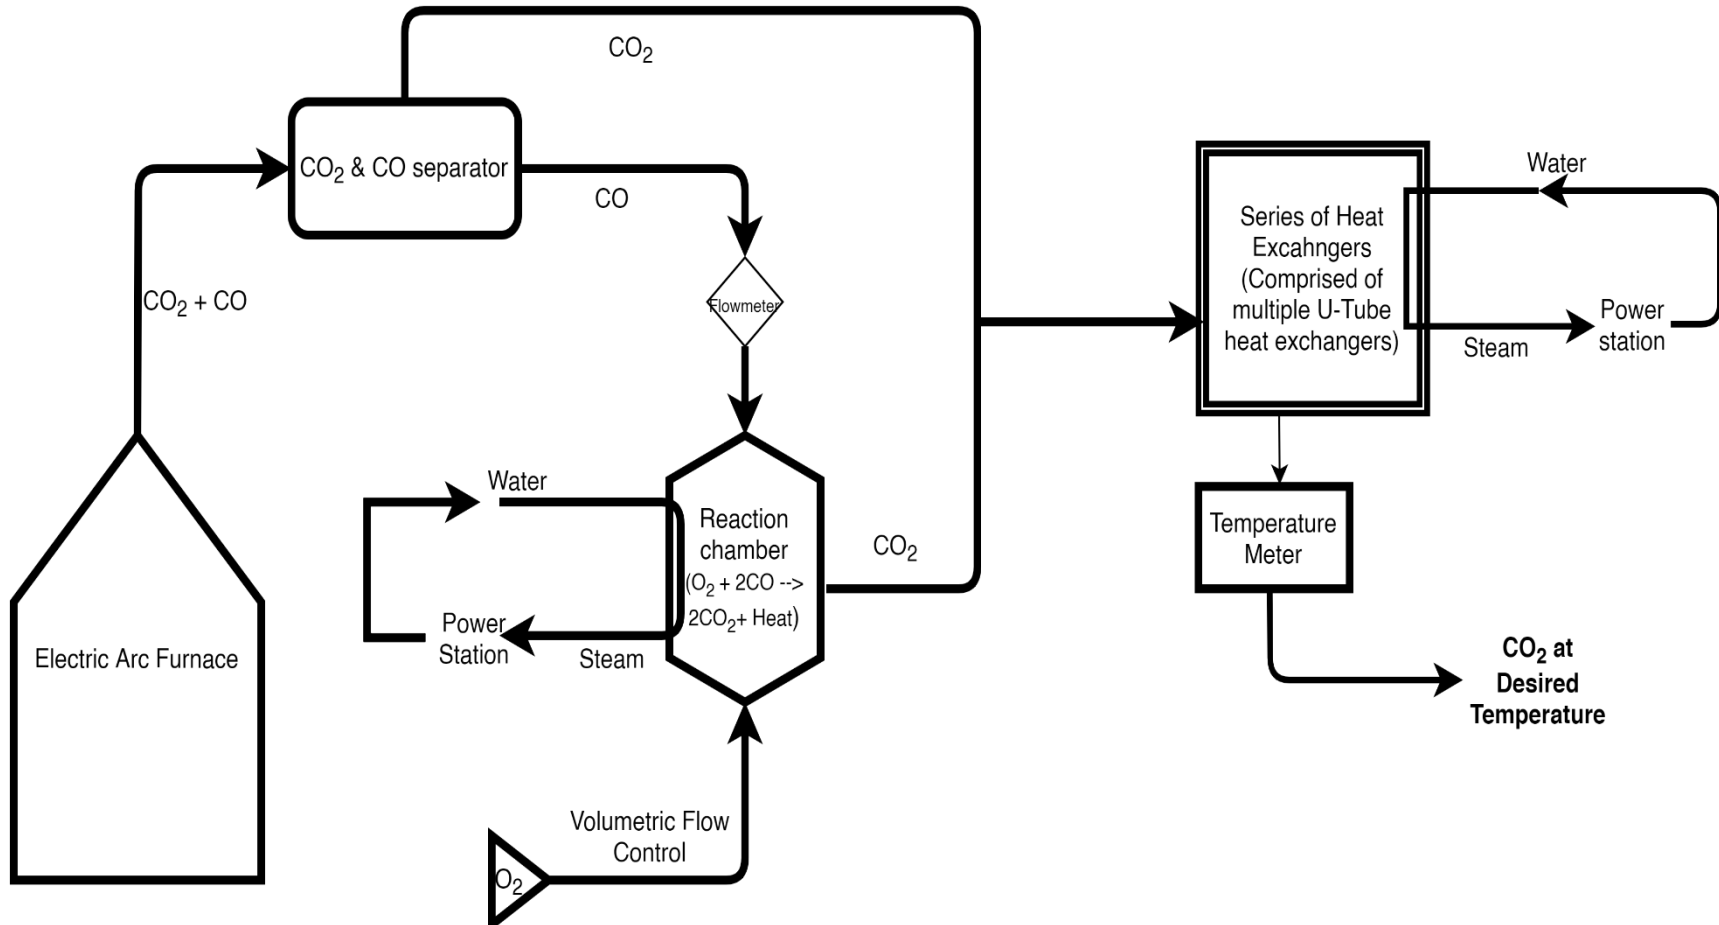 CO₂
CO₂ & CO separator
CO
CO₂ + CO
Flowmeter
Electric Arc Furnace
Water
Power
Station
Steam
Reaction
chamber
(O₂ + 2CO -->
2CO₂+ Heat)
CO₂
Volumetric Flow
Control
O₂
Series of Heat
Excahngers
(Comprised of
multiple U-Tube
heat exchangers)
Water
Steam
Power
station
Temperature
Meter
CO₂ at
Desired
Temperature